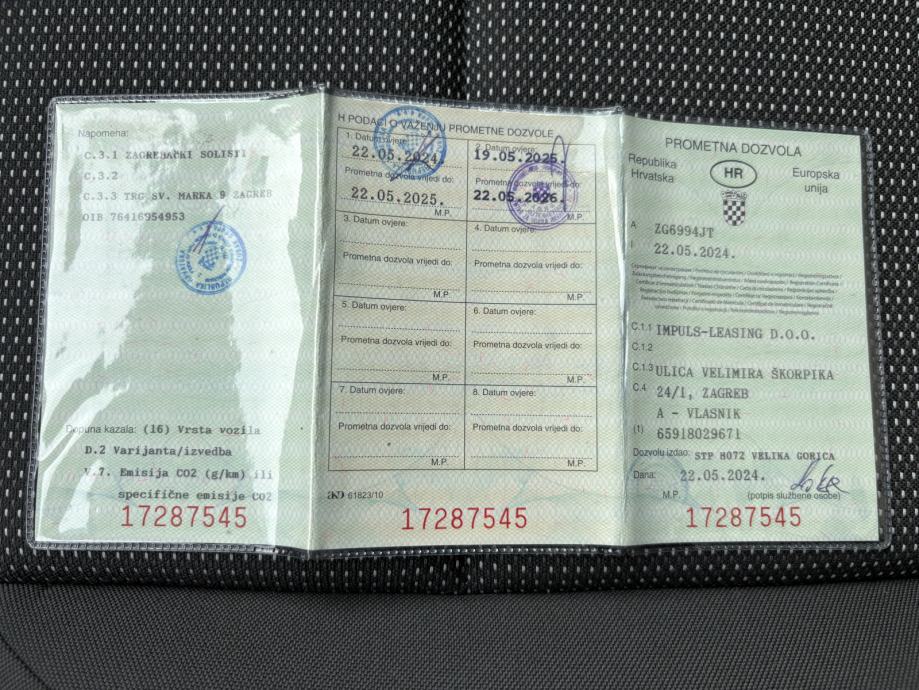 Napomena:
C.3.1 ZAGREBAČKI SOLISTI
C.3.2
C.3.3 TRG SV. MARKA 9 ZAGREB
OIB 76416954953
Dopuna kazala: (16) Vrsta vozila
D.2 Varijanta/izvedba
V.7. Emisija CO2 (g/km) ili
specifične emisije CO2
17287545
H PODACI O VAŽENJU PROMETNE DOZVOLE
1. Datum ovjere:
22.05.2024.
Prometna dozvola vrijedi do:
22.05.2025.
M.P.
2. Datum ovjere:
19.05.2025.
Prometna dozvola vrijedi do:
22.05.2026.
M.P.
3. Datum ovjere:
Prometna dozvola vrijedi do:
M.P.
4. Datum ovjere:
Prometna dozvola vrijedi do:
M.P.
5. Datum ovjere:
Prometna dozvola vrijedi do:
M.P.
6. Datum ovjere:
Prometna dozvola vrijedi do:
M.P.
7. Datum ovjere:
Prometna dozvola vrijedi do:
M.P.
8. Datum ovjere:
Prometna dozvola vrijedi do:
M.P.
61823/10
17287545
PROMETNA DOZVOLA
Republika
Hrvatska
HR
Europska
unija
A ZG6994JT
I 22.05.2024.
C.1.1 IMPULS-LEASING D.O.O.
C.1.2
C.1.3 ULICA VELIMIRA ŠKORPIKA
24/1, ZAGREB
C.4 A - VLASNIK
(1) 65918029671
Dozvolu izdao: STP H072 VELIKA GORICA
Dana: 22.05.2024.
M.P.
(potpis službene osobe)
17287545